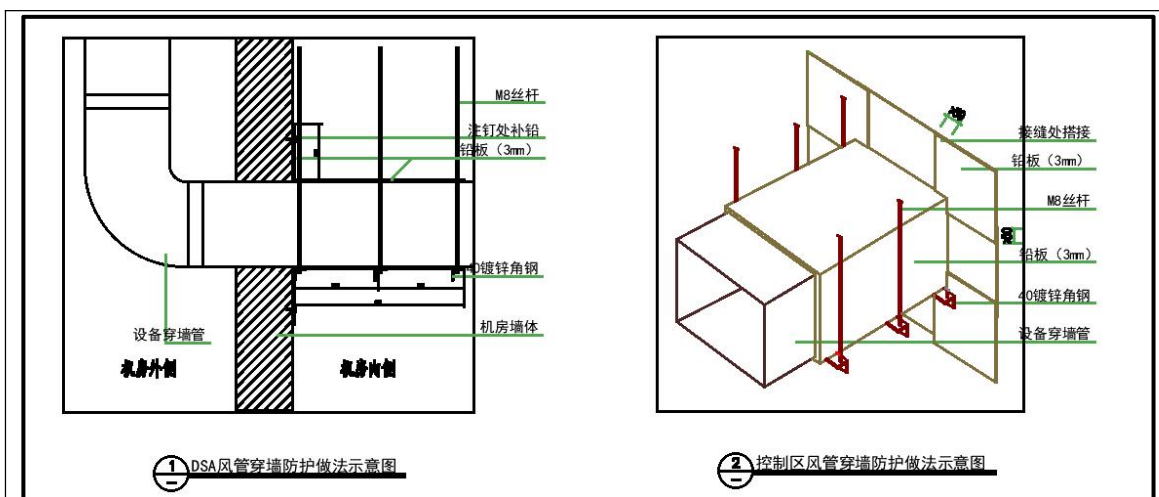 M8丝杆
注钉处补铅
铅板（3mm）
40镀锌角钢
设备穿墙管
机房墙体
机房外侧
机房内侧
1
DSA风管穿墙防护做法示意图
接缝处搭接
铅板（3mm）
M8丝杆
铅板（3mm）
40镀锌角钢
设备穿墙管
2
控制区风管穿墙防护做法示意图